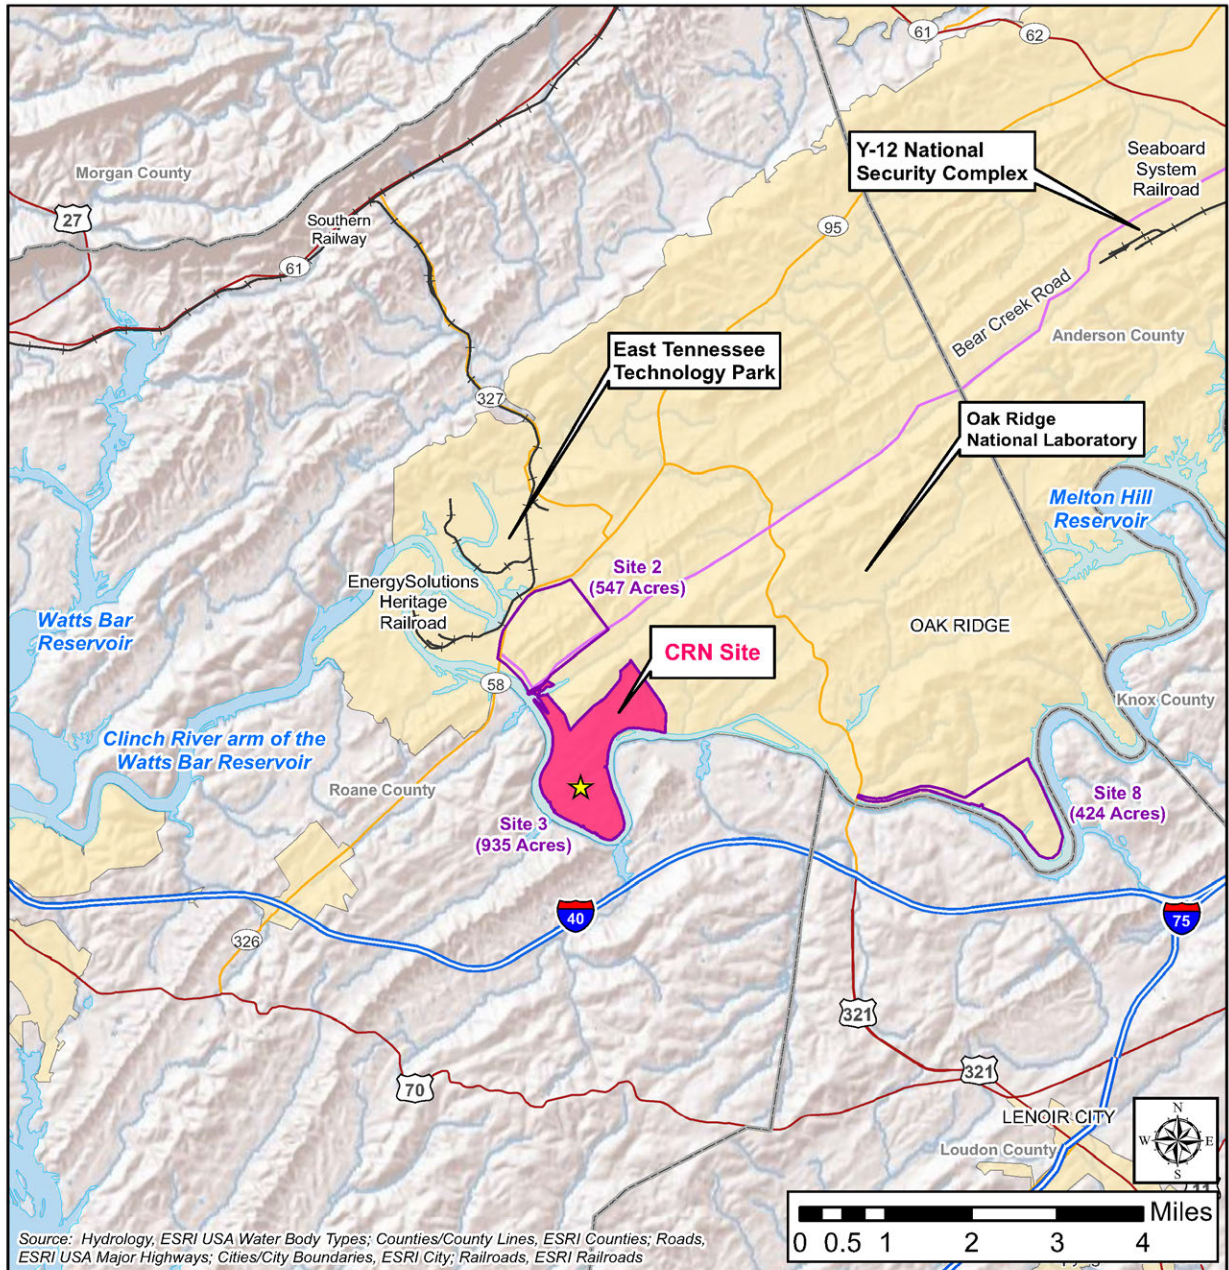 61
62
Y-12 National
Security Complex
Seaboard
System
Railroad
Morgan County
27
Southern
Railway
61
95
Bear Creek Road
Anderson County
East Tennessee
Technology Park
327
Oak Ridge
National Laboratory
Melton Hill
Reservoir
Site 2
(547 Acres)
EnergySolutions
Heritage
Railroad
Watts Bar
Reservoir
OAK RIDGE
CRN Site
58
Knox County
Clinch River arm of the
Watts Bar Reservoir
Roane County
Site 3
(935 Acres)
Site 8
(424 Acres)
40
75
326
321
70
321
LENOIR CITY
Loudon County
N
W E
S
11
Miles
0 0.5 1 2 3 4
Source: Hydrology, ESRI USA Water Body Types; Counties/County Lines, ESRI Counties; Roads,
ESRI USA Major Highways; Cities/City Boundaries, ESRI City; Railroads, ESRI Railroads